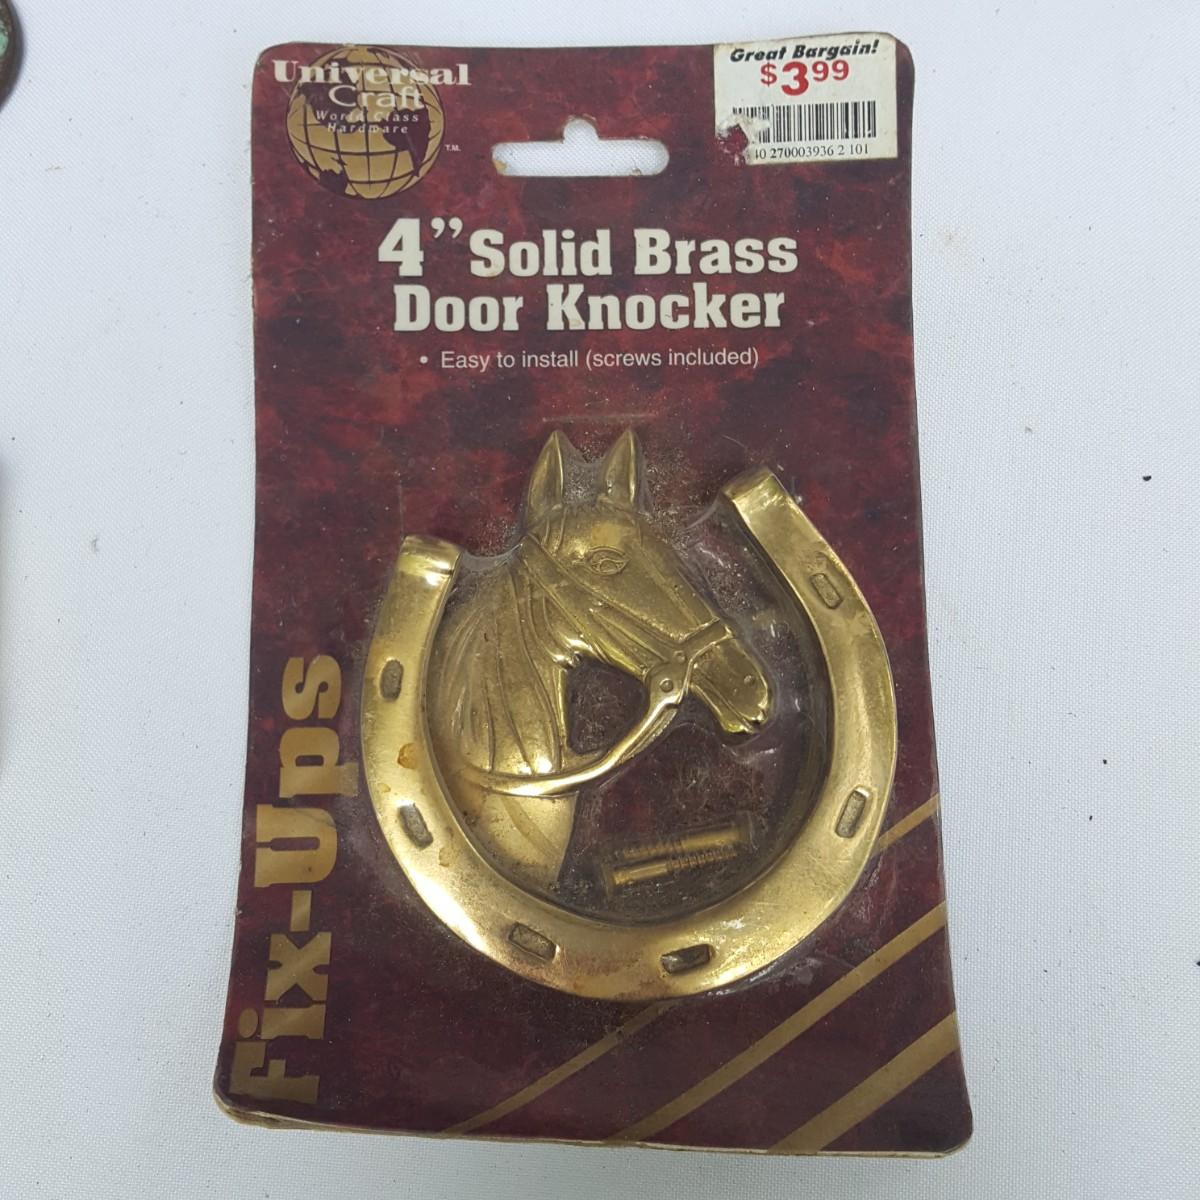 Universal
Craft
World Class
Hardware
T.M.
Great Bargain!
$3.99
270003936 2 101
4" Solid Brass
Door Knocker
• Easy to install (screws included)
Fix-Ups